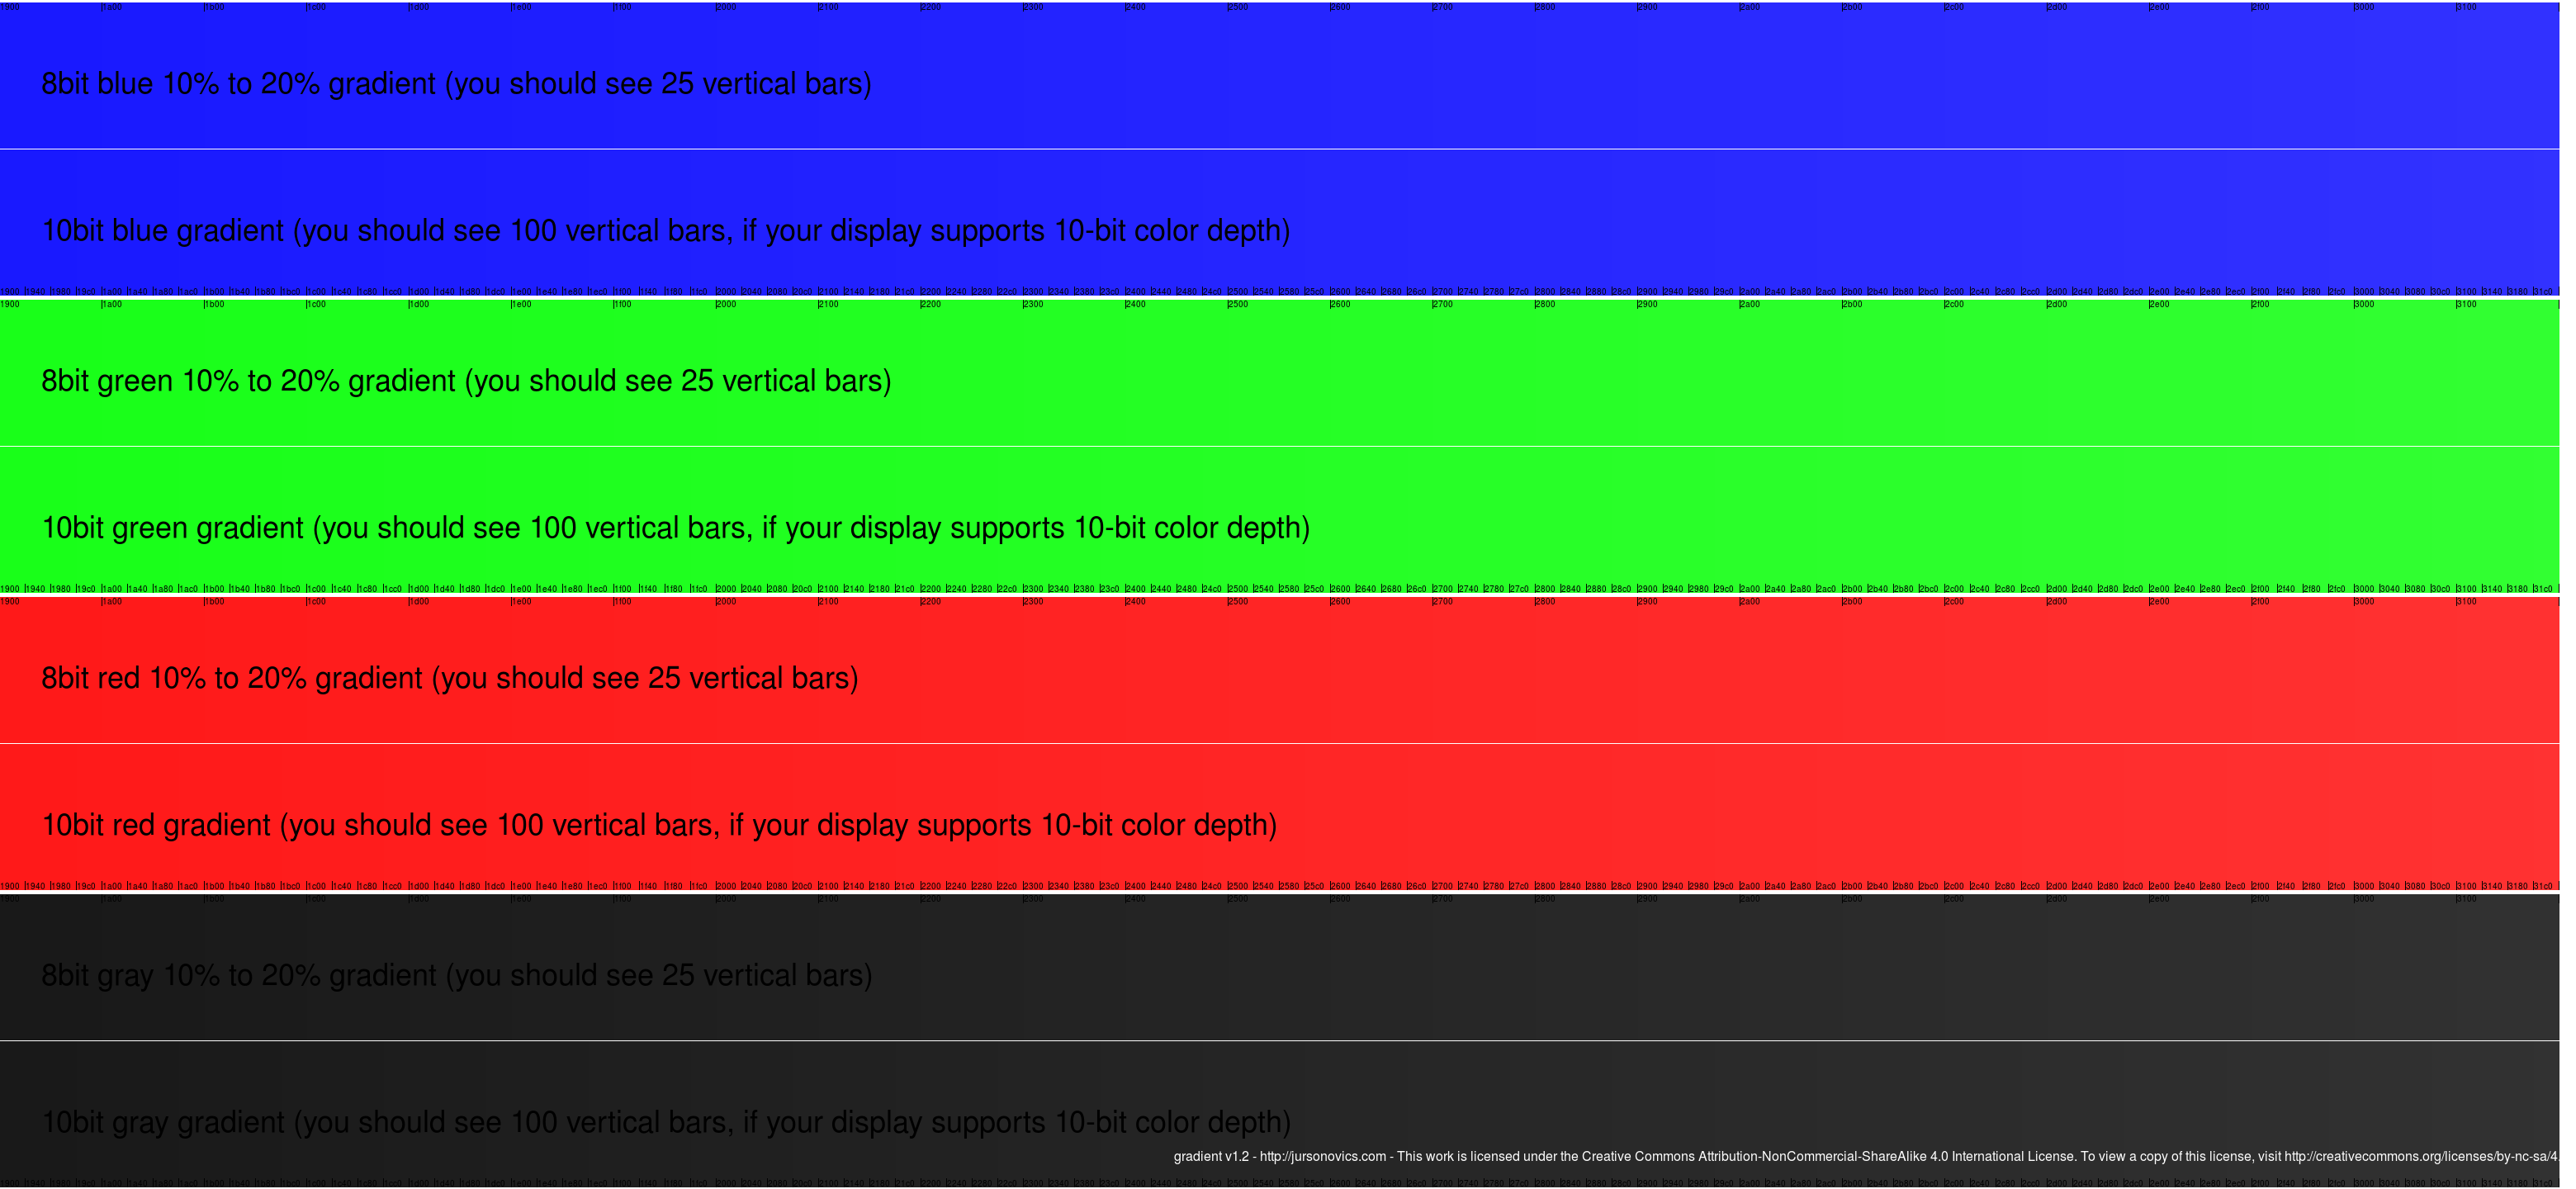 1900 1a00 1b00 1c00 1d00 1e00 1f00 2000 2100 2200 2300 2400 2500 2600 2700 2800 2900 2a00 2b00 2c00 2d00 2e00 2f00 3000 3100
8bit blue 10% to 20% gradient (you should see 25 vertical bars)
10bit blue gradient (you should see 100 vertical bars, if your display supports 10-bit color depth)
1900 1940 1980 19c0 1a00 1a40 1a80 1ac0 1b00 1b40 1b80 1bc0 1c00 1c40 1c80 1cc0 1d00 1d40 1d80 1dc0 1e00 1e40 1e80 1ec0 1f00 1f40 1f80 1fc0 2000 2040 2080 20c0 2100 2140 2180 21c0 2200 2240 2280 22c0 2300 2340 2380 23c0 2400 2440 2480 24c0 2500 2540 2580 25c0 2600 2640 2680 26c0 2700 2740 2780 27c0 2800 2840 2880 28c0 2900 2940 2980 29c0 2a00 2a40 2a80 2ac0 2b00 2b40 2b80 2bc0 2c00 2c40 2c80 2cc0 2d00 2d40 2d80 2dc0 2e00 2e40 2e80 2ec0 2f00 2f40 2f80 2fc0 3000 3040 3080 30c0 3100 3140 3180 31c0
1900 1a00 1b00 1c00 1d00 1e00 1f00 2000 2100 2200 2300 2400 2500 2600 2700 2800 2900 2a00 2b00 2c00 2d00 2e00 2f00 3000 3100
8bit green 10% to 20% gradient (you should see 25 vertical bars)
10bit green gradient (you should see 100 vertical bars, if your display supports 10-bit color depth)
1900 1940 1980 19c0 1a00 1a40 1a80 1ac0 1b00 1b40 1b80 1bc0 1c00 1c40 1c80 1cc0 1d00 1d40 1d80 1dc0 1e00 1e40 1e80 1ec0 1f00 1f40 1f80 1fc0 2000 2040 2080 20c0 2100 2140 2180 21c0 2200 2240 2280 22c0 2300 2340 2380 23c0 2400 2440 2480 24c0 2500 2540 2580 25c0 2600 2640 2680 26c0 2700 2740 2780 27c0 2800 2840 2880 28c0 2900 2940 2980 29c0 2a00 2a40 2a80 2ac0 2b00 2b40 2b80 2bc0 2c00 2c40 2c80 2cc0 2d00 2d40 2d80 2dc0 2e00 2e40 2e80 2ec0 2f00 2f40 2f80 2fc0 3000 3040 3080 30c0 3100 3140 3180 31c0
1900 1a00 1b00 1c00 1d00 1e00 1f00 2000 2100 2200 2300 2400 2500 2600 2700 2800 2900 2a00 2b00 2c00 2d00 2e00 2f00 3000 3100
8bit red 10% to 20% gradient (you should see 25 vertical bars)
10bit red gradient (you should see 100 vertical bars, if your display supports 10-bit color depth)
1900 1940 1980 19c0 1a00 1a40 1a80 1ac0 1b00 1b40 1b80 1bc0 1c00 1c40 1c80 1cc0 1d00 1d40 1d80 1dc0 1e00 1e40 1e80 1ec0 1f00 1f40 1f80 1fc0 2000 2040 2080 20c0 2100 2140 2180 21c0 2200 2240 2280 22c0 2300 2340 2380 23c0 2400 2440 2480 24c0 2500 2540 2580 25c0 2600 2640 2680 26c0 2700 2740 2780 27c0 2800 2840 2880 28c0 2900 2940 2980 29c0 2a00 2a40 2a80 2ac0 2b00 2b40 2b80 2bc0 2c00 2c40 2c80 2cc0 2d00 2d40 2d80 2dc0 2e00 2e40 2e80 2ec0 2f00 2f40 2f80 2fc0 3000 3040 3080 30c0 3100 3140 3180 31c0
1900 1a00 1b00 1c00 1d00 1e00 1f00 2000 2100 2200 2300 2400 2500 2600 2700 2800 2900 2a00 2b00 2c00 2d00 2e00 2f00 3000 3100
8bit gray 10% to 20% gradient (you should see 25 vertical bars)
10bit gray gradient (you should see 100 vertical bars, if your display supports 10-bit color depth)
gradient v1.2 - http://jursonovics.com - This work is licensed under the Creative Commons Attribution-NonCommercial-ShareAlike 4.0 International License. To view a copy of this license, visit http://creativecommons.org/licenses/by-nc-sa/4.